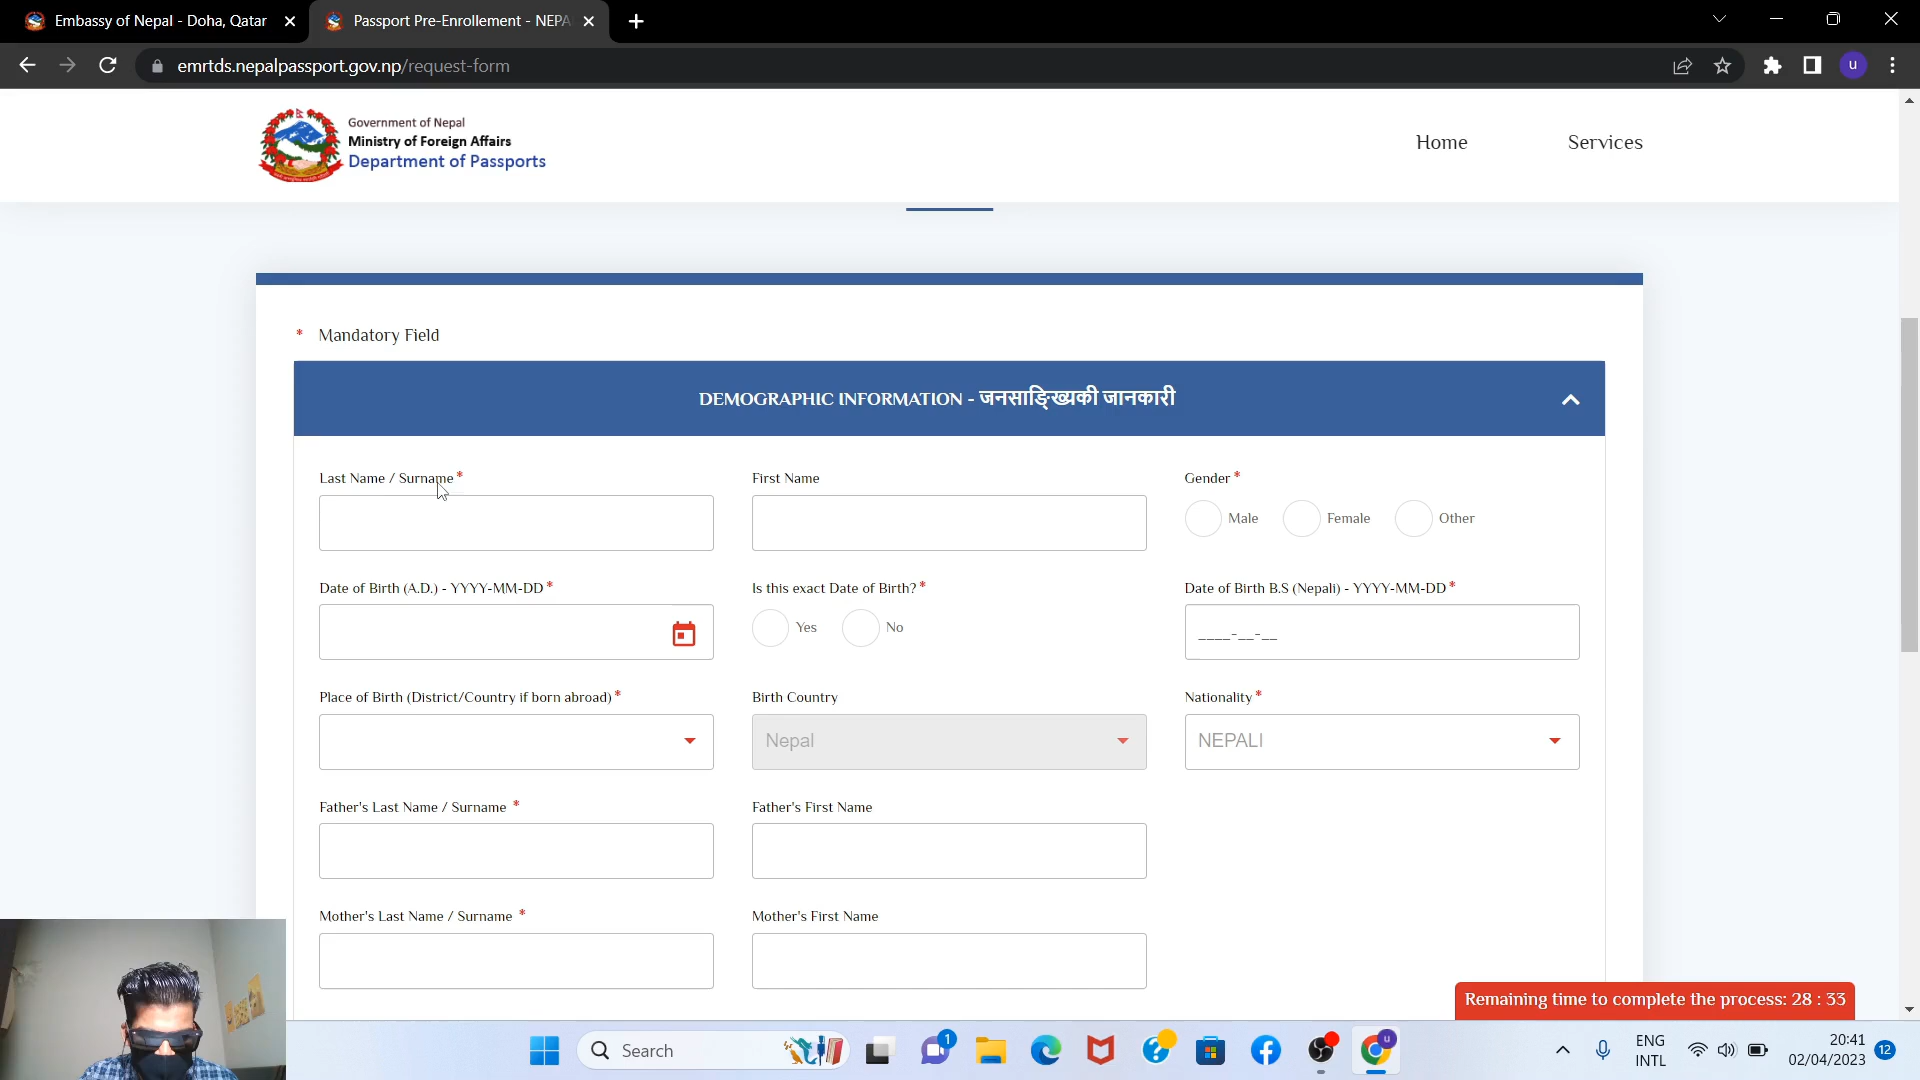 Embassy of Nepal - Doha, Qatar
Passport Pre-Enrollement - NEPA
emrtds.nepalpassport.gov.np/request-form
u
Government of Nepal
Ministry of Foreign Affairs
Department of Passports
Home
Services
* Mandatory Field
DEMOGRAPHIC INFORMATION - जनसाङ्ख्यिकी जानकारी
Last Name / Surname *
First Name
Gender *
Male
Female
Other
Date of Birth (A.D.) - YYYY-MM-DD *
Is this exact Date of Birth? *
Date of Birth B.S (Nepali) - YYYY-MM-DD *
Yes
No
____-__-__
Place of Birth (District/Country if born abroad) *
Birth Country
Nationality *
Nepal
NEPALI
Father's Last Name / Surname *
Father's First Name
Mother's Last Name / Surname *
Mother's First Name
Remaining time to complete the process: 28 : 33
Search
1
u
ENG
INTL
20:41
02/04/2023
12